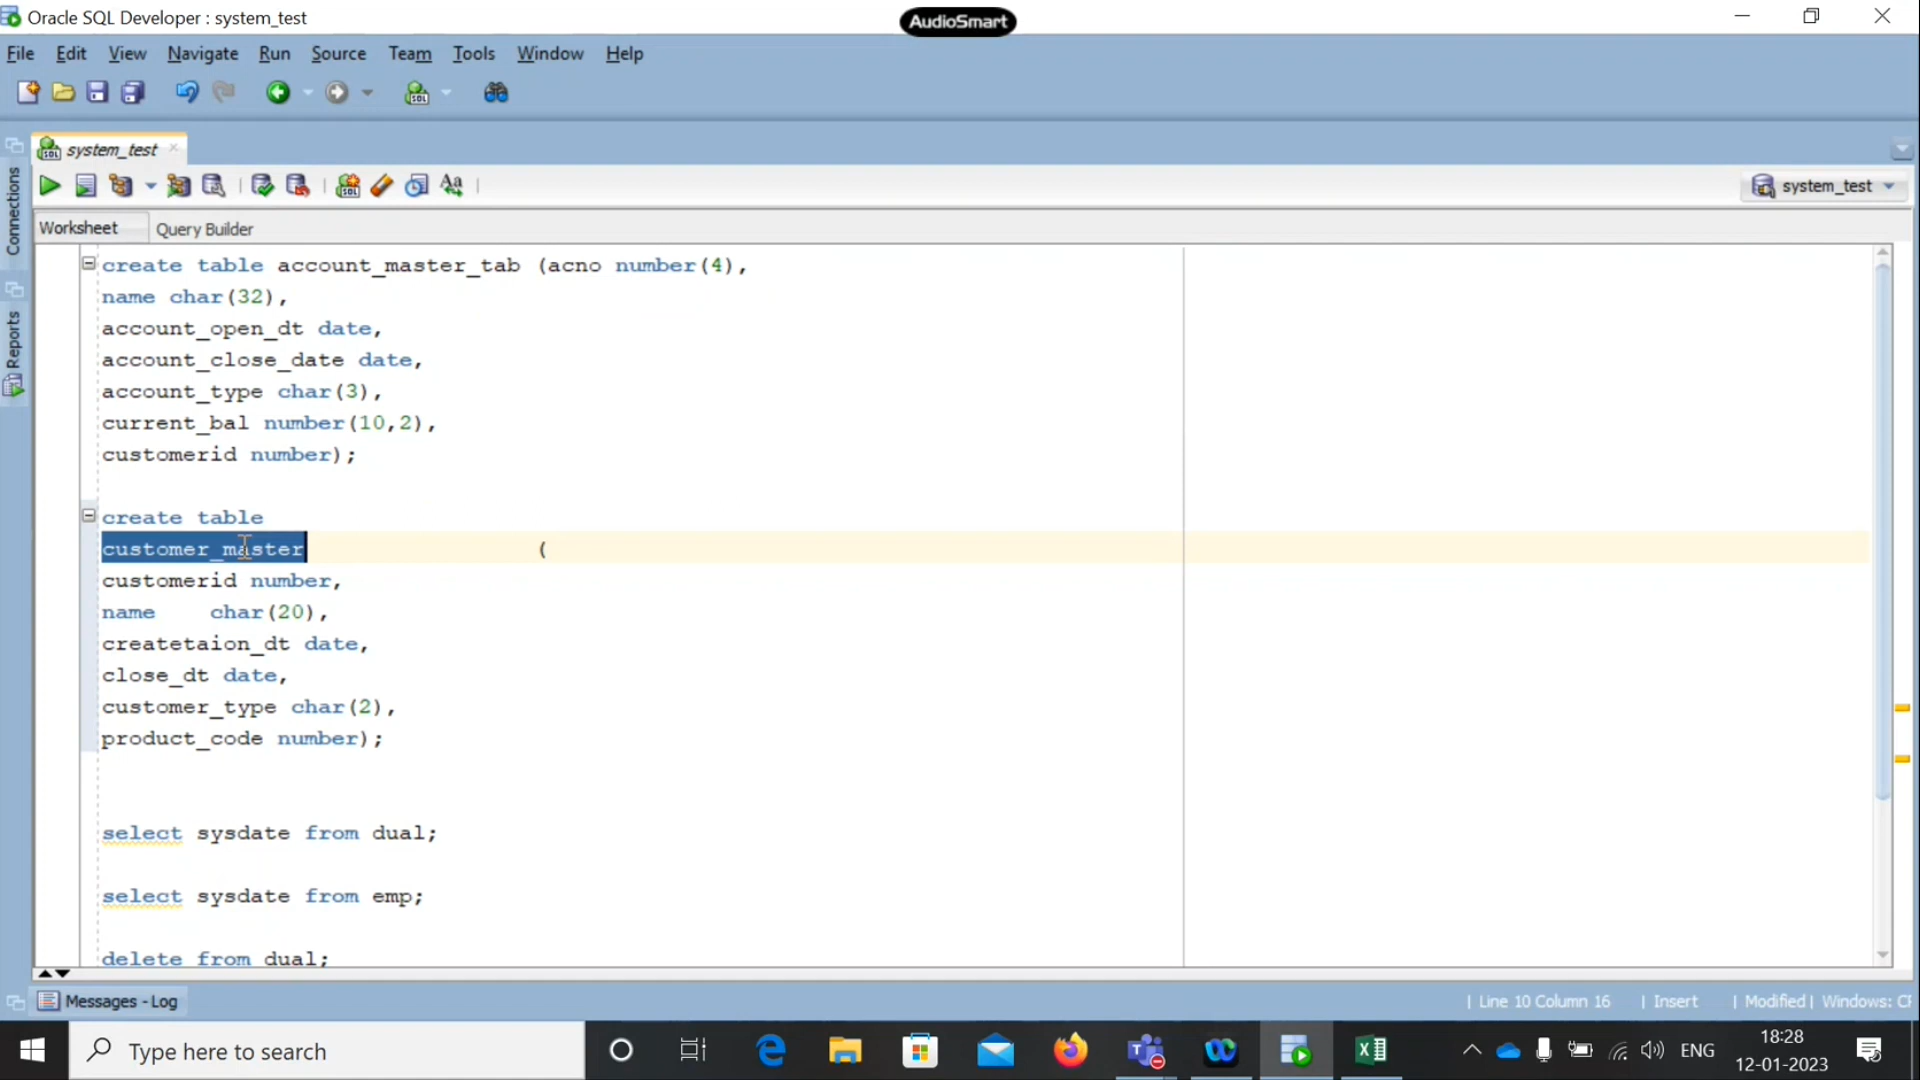 Oracle SQL Developer : system_test
AudioSmart
File Edit View Navigate Run Source Team Tools Window Help
system_test
system_test
Worksheet Query Builder
Connections
Reports
create table account_master_tab (acno number(4),
name char(32),
account_open_dt date,
account_close_date date,
account_type char(3),
current_bal number(10,2),
customerid number);
create table
customer_master (
customerid number,
name char(20),
createtaion_dt date,
close_dt date,
customer_type char(2),
product_code number);
select sysdate from dual;
select sysdate from emp;
delete from dual;
Messages - Log
| Line 10 Column 16 | Insert | Modified | Windows: CF
Type here to search
ENG
18:28
12-01-2023